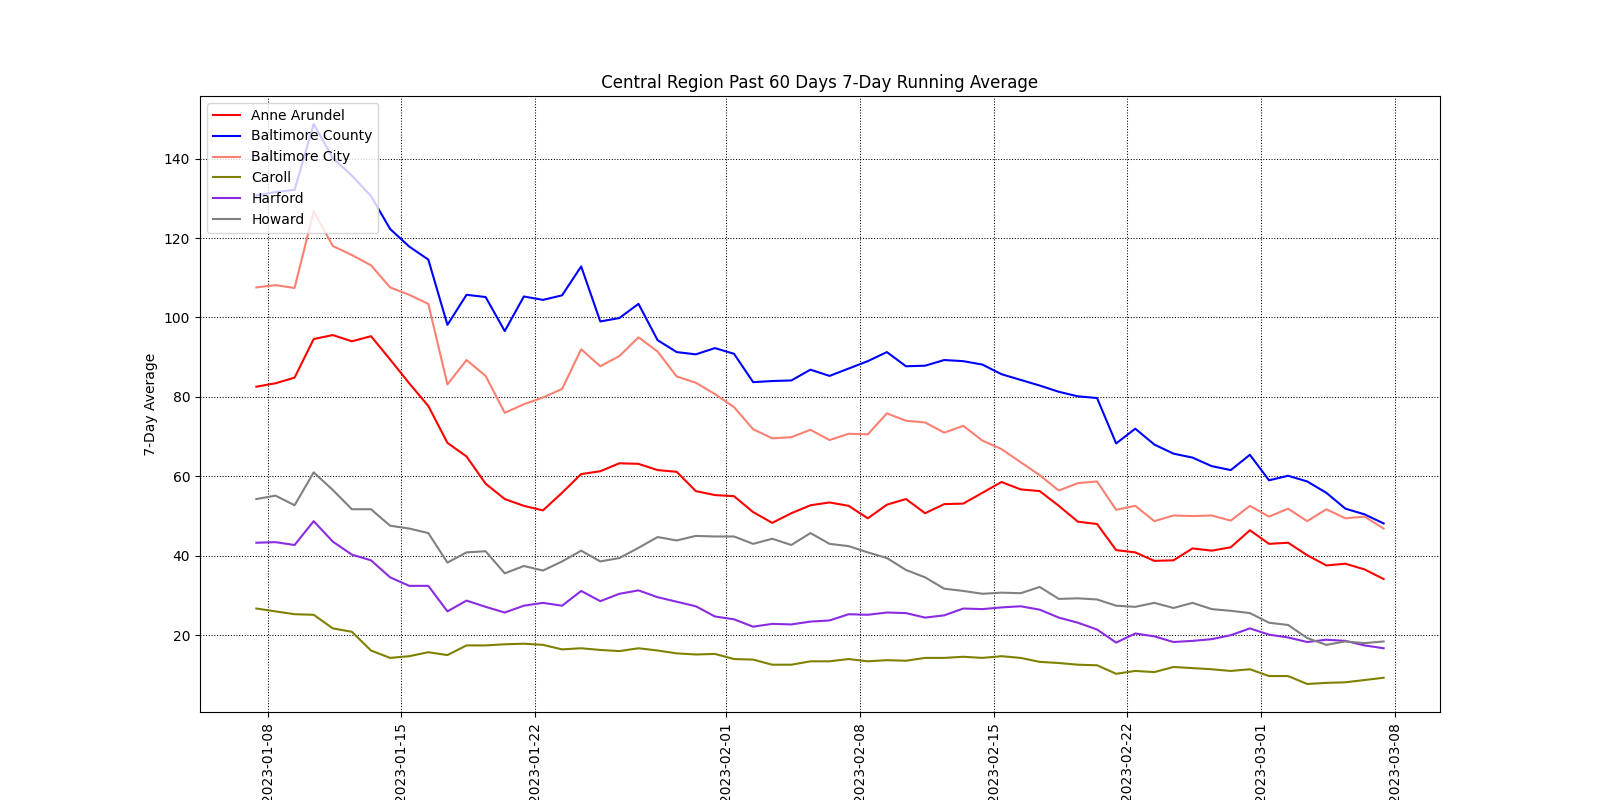 Central Region Past 60 Days 7-Day Running Average
Anne Arundel
Baltimore County
Baltimore City
Caroll
Harford
Howard
7-Day Average
140
120
100
80
60
40
20
2023-01-08
2023-01-15
2023-01-22
2023-02-01
2023-02-08
2023-02-15
2023-02-22
2023-03-01
2023-03-08